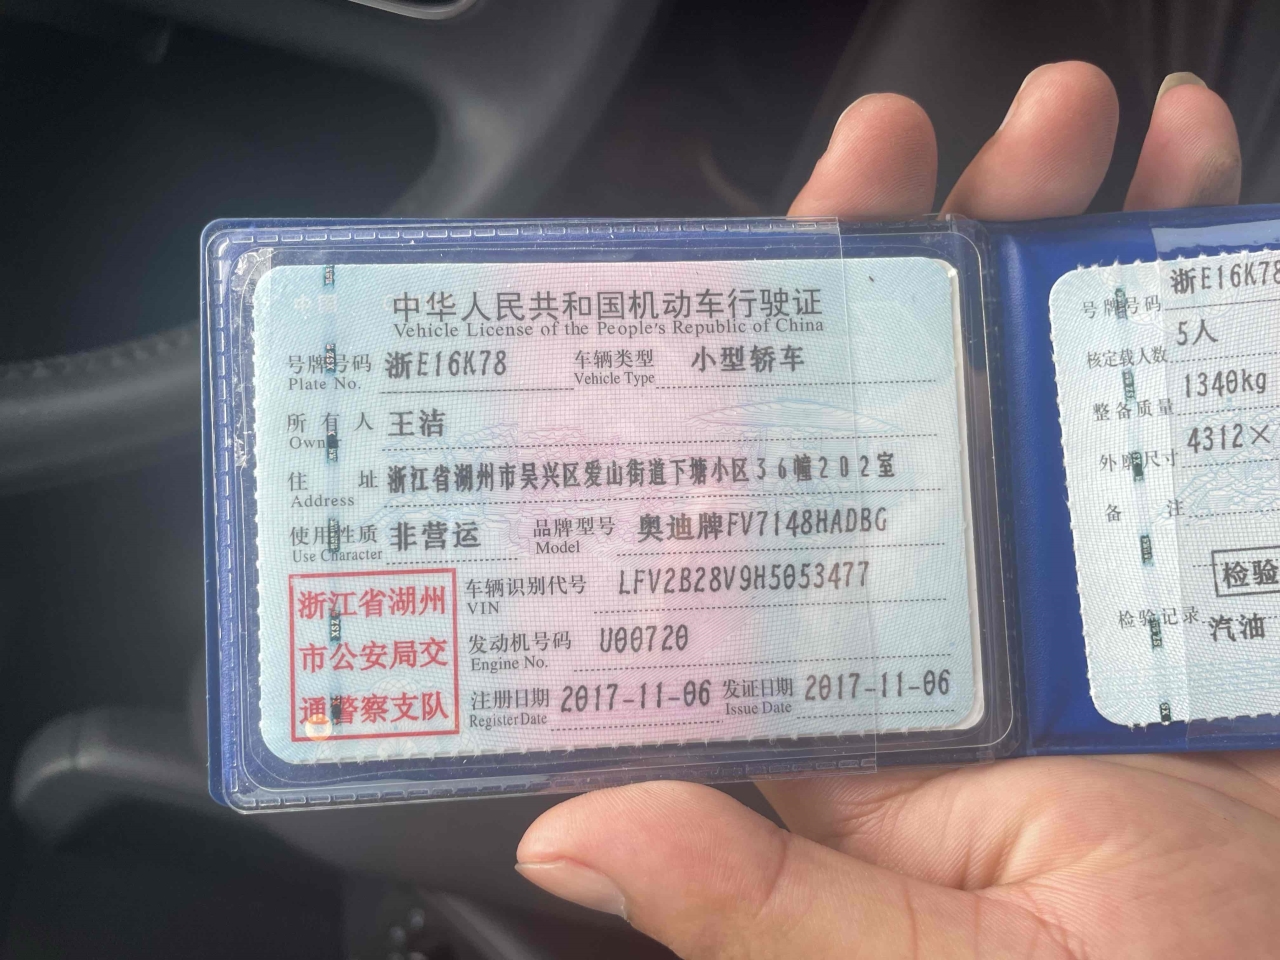 中华人民共和国机动车行驶证
Vehicle License of the People's Republic of China
号牌号码 浙E16K78 车辆类型 小型轿车
Plate No. Vehicle Type
所有人 王洁
Owner
住址 浙江省湖州市吴兴区爱山街道下塘小区36幢202室
Address
使用性质 非营运 品牌型号 奥迪牌FV7148HADBG
Use Character Model
浙江省湖州
市公安局交
通警察支队
车辆识别代号 LFV2B28V9H5053477
VIN
发动机号码 U00720
Engine No.
注册日期 2017-11-06 发证日期 2017-11-06
Register Date Issue Date
号牌号码 浙E16K78
核定载人数 5人
整备质量 1340kg
外廓尺寸 4312×
备注
检验
检验记录 汽油